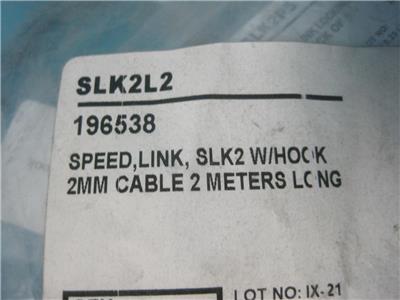 SLK2L2
196538
SPEED,LINK, SLK2 W/HOOK
2MM CABLE 2 METERS LONG
LOT NO: IX-21